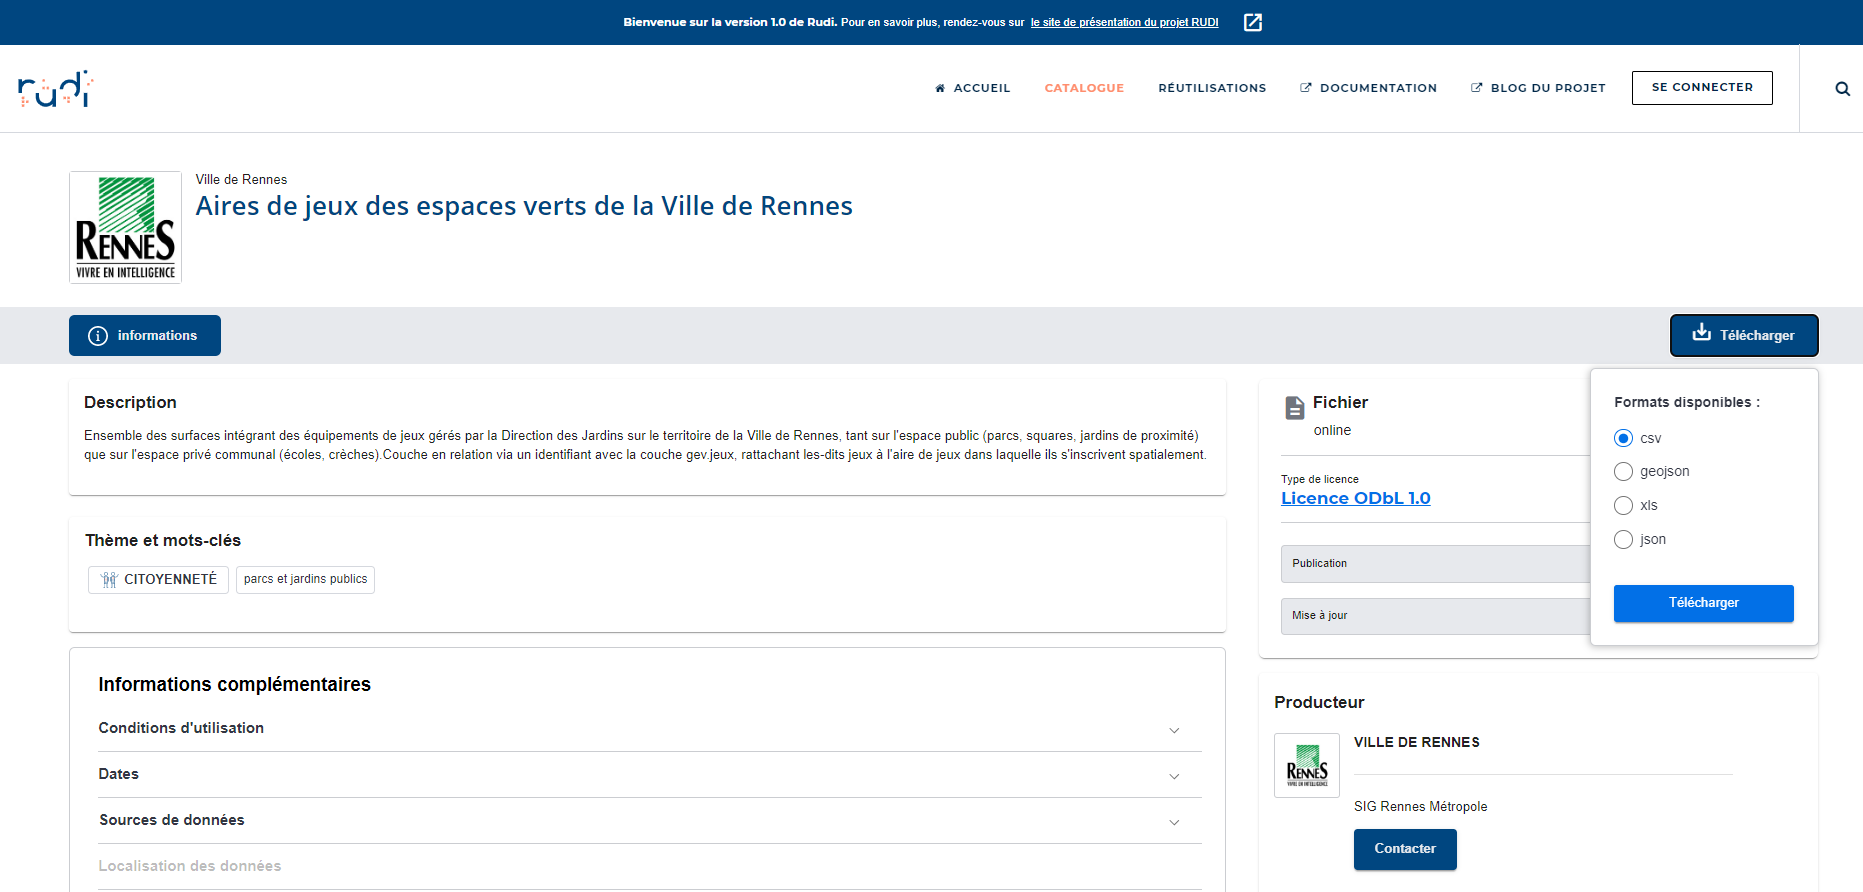 Bienvenue sur la version 1.0 de Rudi. Pour en savoir plus, rendez-vous sur le site de présentation du projet RUDI
rudi
ACCUEIL
CATALOGUE
RÉUTILISATIONS
DOCUMENTATION
BLOG DU PROJET
SE CONNECTER
RENNES
VIVRE EN INTELLIGENCE
Ville de Rennes
Aires de jeux des espaces verts de la Ville de Rennes
informations
Télécharger
Description
Ensemble des surfaces intégrant des équipements de jeux gérés par la Direction des Jardins sur le territoire de la Ville de Rennes, tant sur l'espace public (parcs, squares, jardins de proximité)
que sur l'espace privé communal (écoles, crèches).Couche en relation via un identifiant avec la couche gev.jeux, rattachant les-dits jeux à l'aire de jeux dans laquelle ils s'inscrivent spatialement.
Thème et mots-clés
CITOYENNETÉ
parcs et jardins publics
Informations complémentaires
Conditions d'utilisation
Dates
Sources de données
Localisation des données
Fichier
online
Type de licence
Licence ODbL 1.0
Publication
Mise à jour
Formats disponibles :
csv
geojson
xls
json
Télécharger
Producteur
RENNES
VIVRE EN INTELLIGENCE
VILLE DE RENNES
SIG Rennes Métropole
Contacter